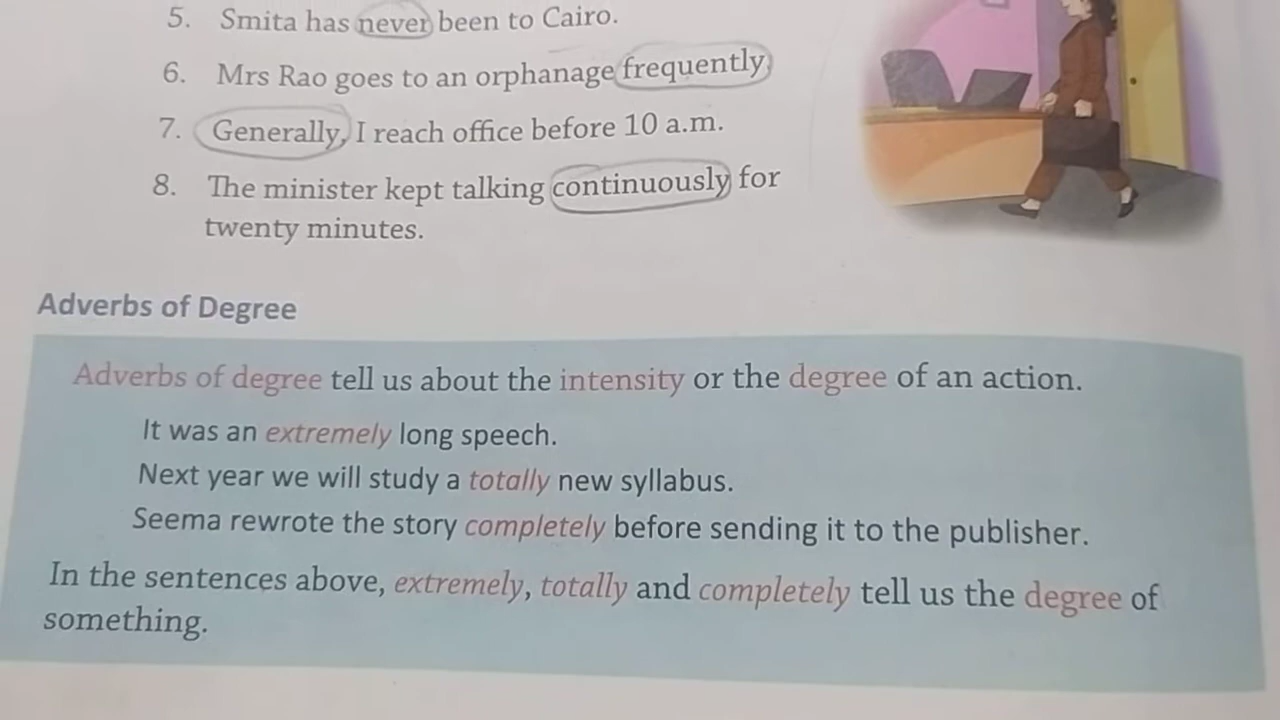 5. Smita has never been to Cairo.
6. Mrs Rao goes to an orphanage frequently.
7. Generally, I reach office before 10 a.m.
8. The minister kept talking continuously for
twenty minutes.
Adverbs of Degree
Adverbs of degree tell us about the intensity or the degree of an action.
It was an extremely long speech.
Next year we will study a totally new syllabus.
Seema rewrote the story completely before sending it to the publisher.
In the sentences above, extremely, totally and completely tell us the degree of
something.